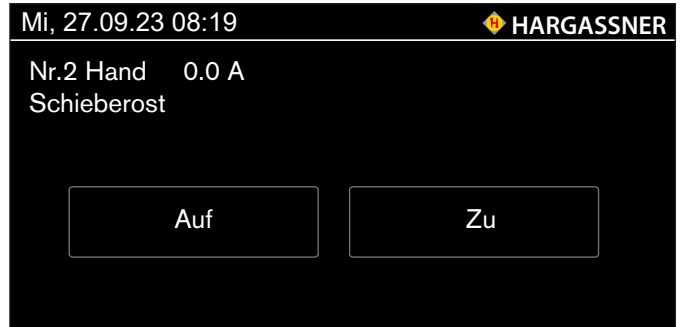 Mi, 27.09.23 08:19 H HARGASSNER
Nr.2 Hand 0.0 A
Schieberost
Auf Zu